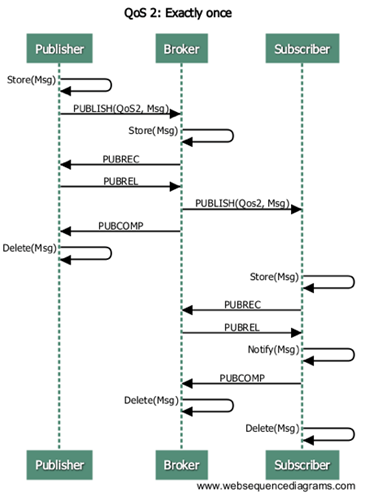 QoS 2: Exactly once
Publisher Broker Subscriber
Store(Msg)
PUBLISH(QoS2, Msg)
Store(Msg)
PUBREC
PUBREL
PUBLISH(Qos2, Msg)
PUBCOMP
Delete(Msg)
Store(Msg)
PUBREC
PUBREL
Notify(Msg)
PUBCOMP
Delete(Msg)
Delete(Msg)
Publisher Broker Subscriber
www.websequencediagrams.com